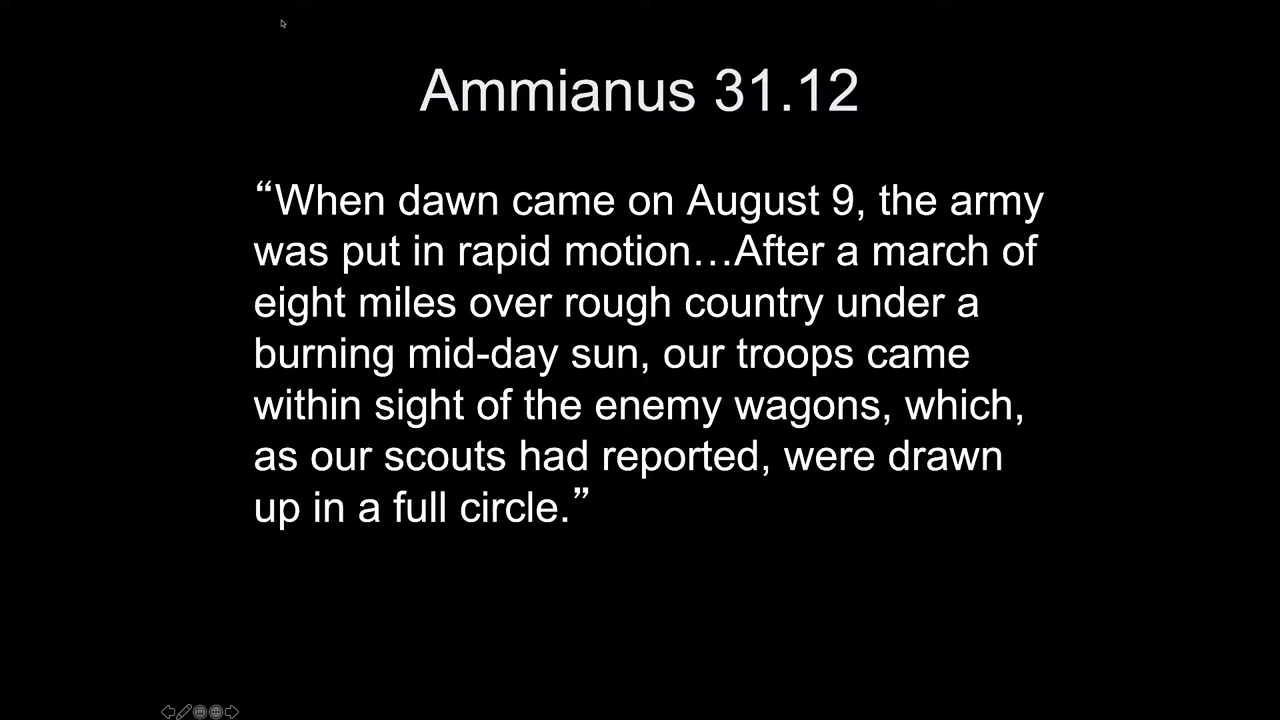 Ammianus 31.12
“When dawn came on August 9, the army
was put in rapid motion…After a march of
eight miles over rough country under a
burning mid-day sun, our troops came
within sight of the enemy wagons, which,
as our scouts had reported, were drawn
up in a full circle.”